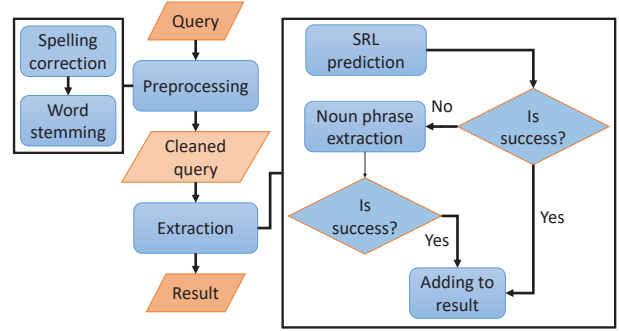 Query
Spelling
correction
Word
stemming
Preprocessing
Cleaned
query
Extraction
Result
SRL
prediction
Is
success?
No
Noun phrase
extraction
Is
success?
Yes
Yes
Adding to
result